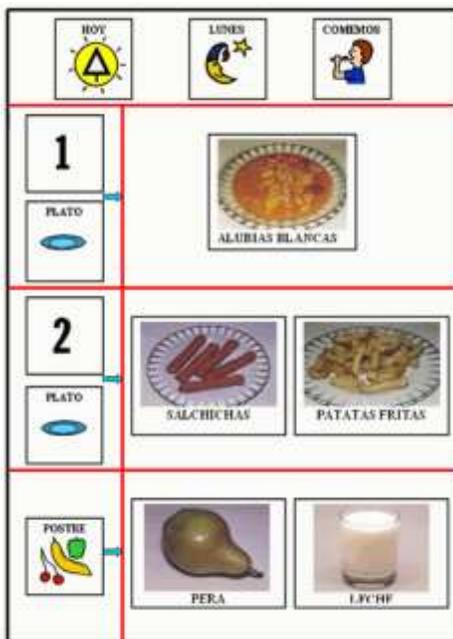 HOY
LUNES
COMEMOS
1
PLATO
ALUBIAS BLANCAS
2
PLATO
SALCHICHAS
PATATAS FRITAS
POSTRE
PERA
LECHE